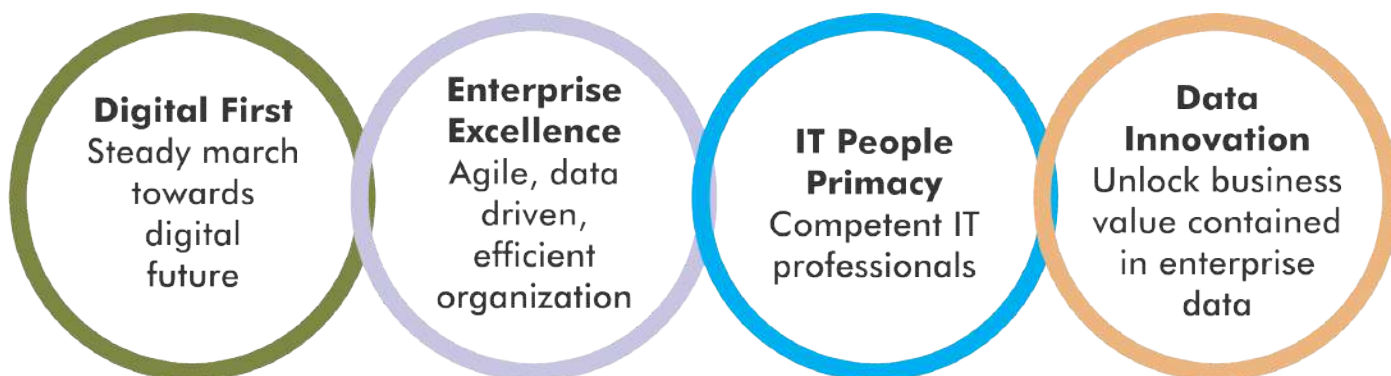 Digital First
Steady march
towards
digital
future
Enterprise
Excellence
Agile, data
driven,
efficient
organization
IT People
Primacy
Competent IT
professionals
Data
Innovation
Unlock business
value contained
in enterprise
data